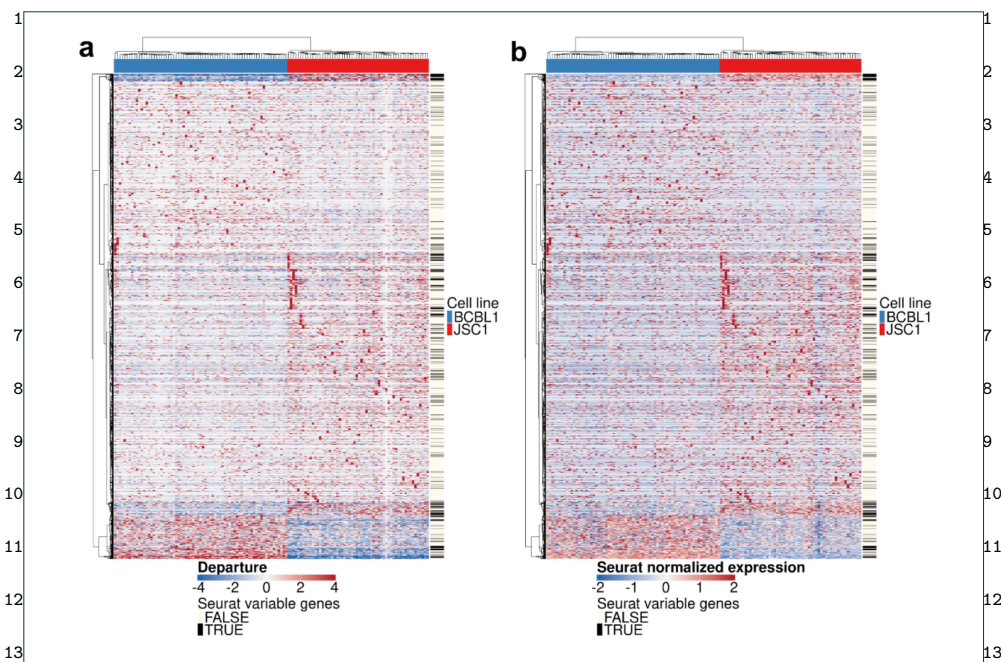 1 1
a b
2 2
3 3
4 4
5 5
6 6
Cell line Cell line
BCBL1 BCBL1
JSC1 JSC1
7 7
8 8
9 9
10 10
11 11
Departure Seurat normalized expression
-4 -2 0 2 4 -2 -1 0 1 2
12 12
Seurat variable genes Seurat variable genes
FALSE FALSE
TRUE TRUE
13 13